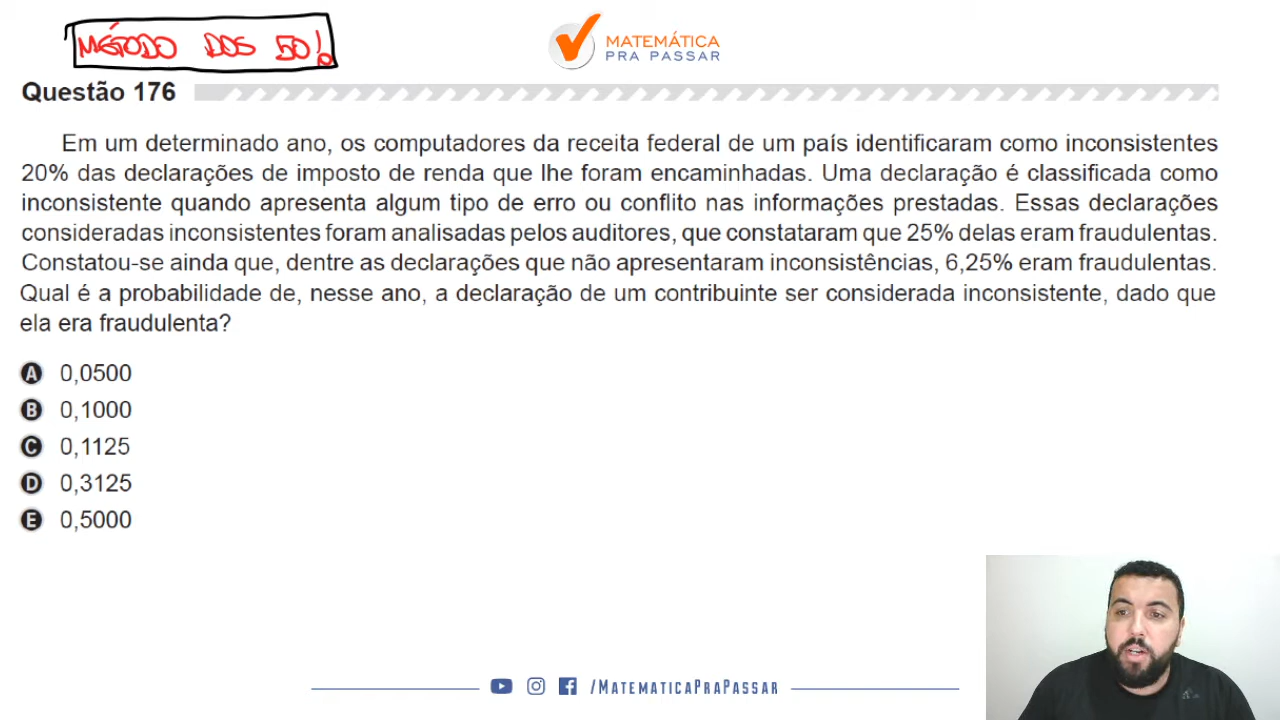 MÉTODO DOS 50!
MATEMÁTICA
PRA PASSAR
Questão 176
Em um determinado ano, os computadores da receita federal de um país identificaram como inconsistentes
20% das declarações de imposto de renda que lhe foram encaminhadas. Uma declaração é classificada como
inconsistente quando apresenta algum tipo de erro ou conflito nas informações prestadas. Essas declarações
consideradas inconsistentes foram analisadas pelos auditores, que constataram que 25% delas eram fraudulentas.
Constatou-se ainda que, dentre as declarações que não apresentaram inconsistências, 6,25% eram fraudulentas.
Qual é a probabilidade de, nesse ano, a declaração de um contribuinte ser considerada inconsistente, dado que
ela era fraudulenta?
A 0,0500
B 0,1000
C 0,1125
D 0,3125
E 0,5000
/MATEMATICAPRAPASSAR